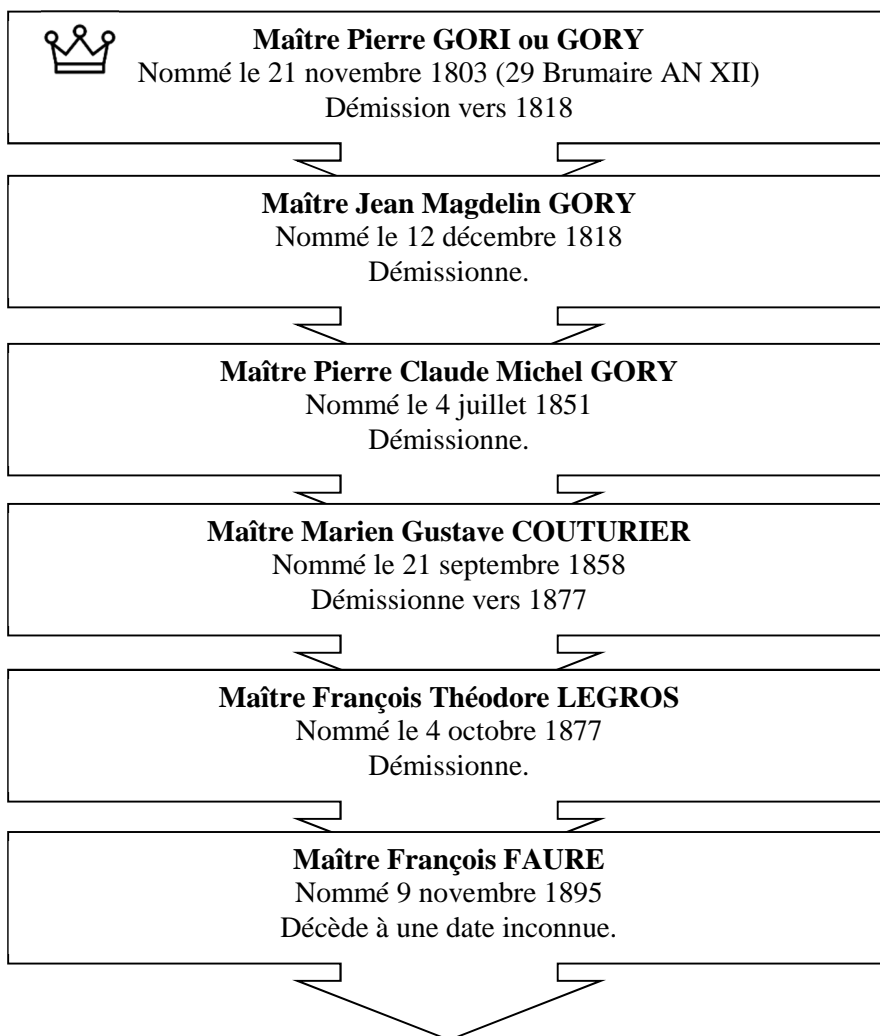 Maître Pierre GORI ou GORY
Nommé le 21 novembre 1803 (29 Brumaire AN XII)
Démission vers 1818
Maître Jean Magdelin GORY
Nommé le 12 décembre 1818
Démissionne.
Maître Pierre Claude Michel GORY
Nommé le 4 juillet 1851
Démissionne.
Maître Marien Gustave COUTURIER
Nommé le 21 septembre 1858
Démissionne vers 1877
Maître François Théodore LEGROS
Nommé le 4 octobre 1877
Démissionne.
Maître François FAURE
Nommé 9 novembre 1895
Décède à une date inconnue.